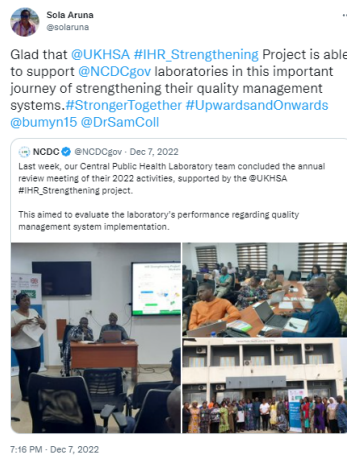 Sola Aruna
@solaruna
Glad that @UKHSA #IHR_Strengthening Project is able
to support @NCDCgov laboratories in this important
journey of strengthening their quality management
systems.#StrongerTogether #UpwardsandOnwards
@bumyn15 @DrSamColl
NCDC @NCDCgov · Dec 7, 2022
Last week, our Central Public Health Laboratory team concluded the annual
review meeting of their 2022 activities, supported by the @UKHSA
#IHR_Strengthening project.
This aimed to evaluate the laboratory's performance regarding quality
management system implementation.
7:16 PM · Dec 7, 2022